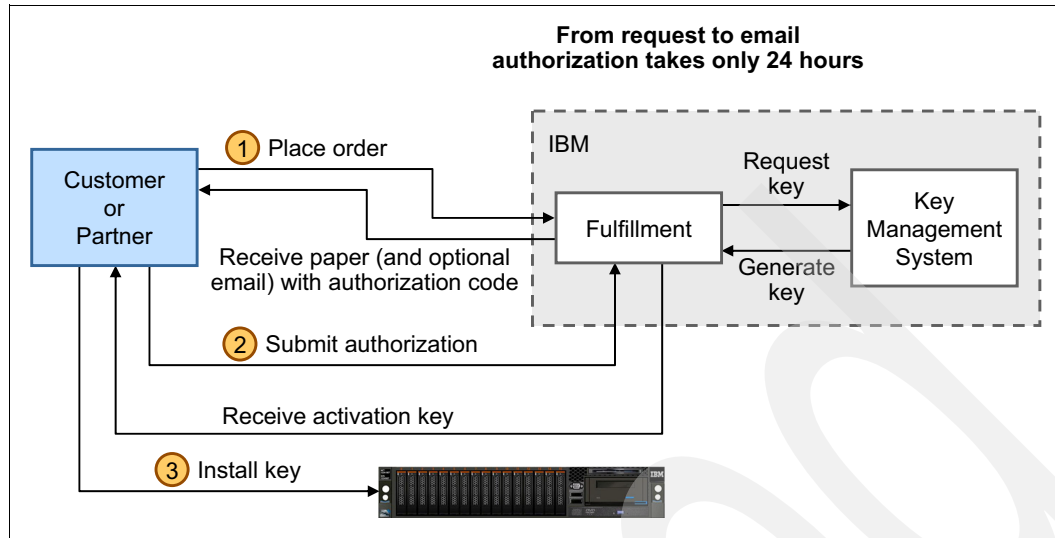 From request to email
authorization takes only 24 hours
IBM
1 Place order
Customer
or
Partner
Request
key
Fulfillment
Key
Management
System
Receive paper (and optional
email) with authorization code
Generate
key
2 Submit authorization
Receive activation key
3 Install key
IBM